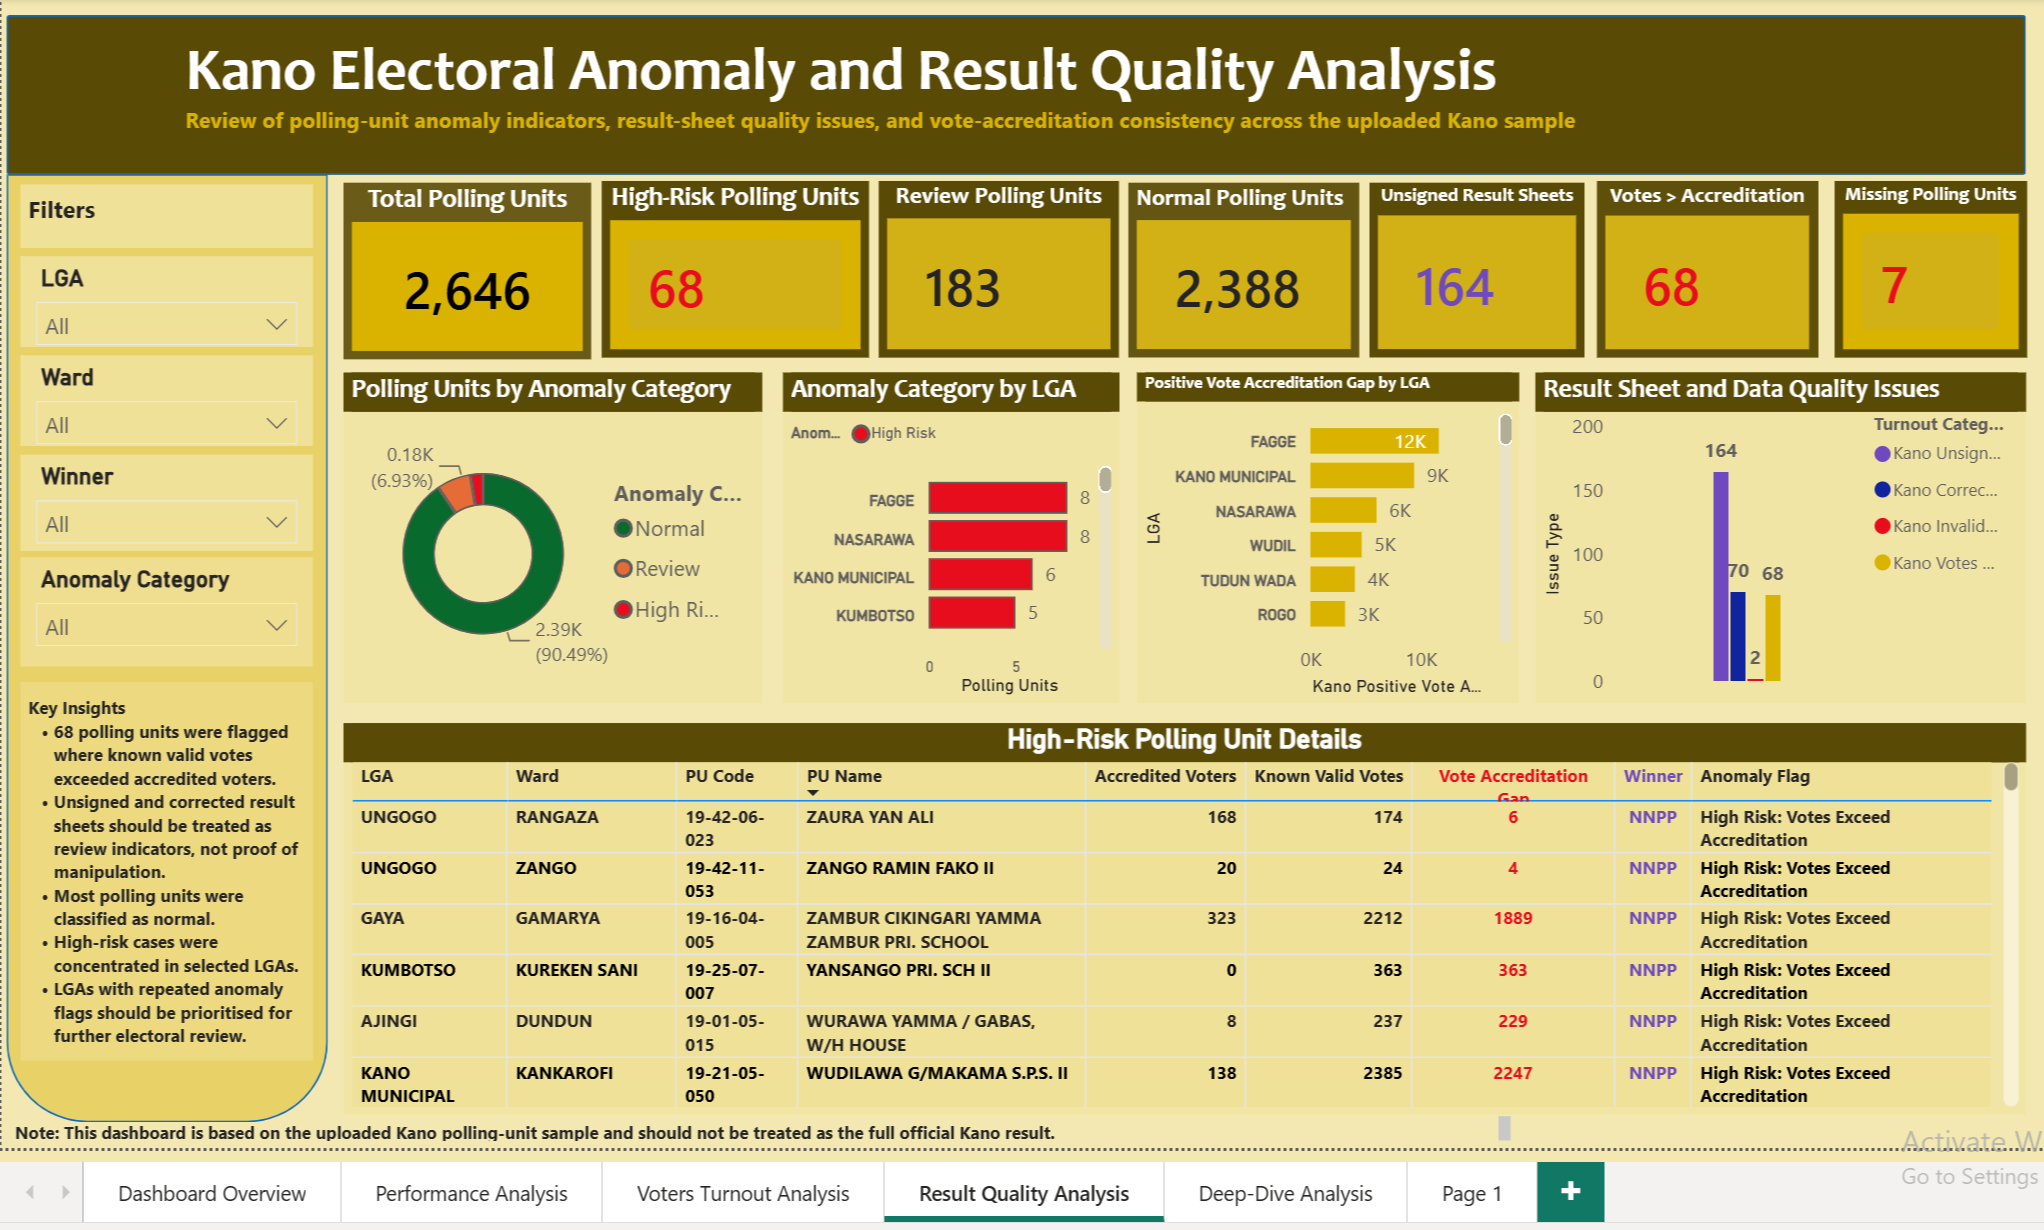 Kano Electoral Anomaly and Result Quality Analysis
Review of polling-unit anomaly indicators, result-sheet quality issues, and vote-accreditation consistency across the uploaded Kano sample
Filters
LGA
All
Ward
All
Winner
All
Anomaly Category
All
Key Insights
• 68 polling units were flagged
where known valid votes
exceeded accredited voters.
• Unsigned and corrected result
sheets should be treated as
review indicators, not proof of
manipulation.
• Most polling units were
classified as normal.
• High-risk cases were
concentrated in selected LGAs.
• LGAs with repeated anomaly
flags should be prioritised for
further electoral review.
Total Polling Units
2,646
High-Risk Polling Units
68
Review Polling Units
183
Normal Polling Units
2,388
Unsigned Result Sheets
164
Votes > Accreditation
68
Missing Polling Units
7
Polling Units by Anomaly Category
0.18K
(6.93%)
2.39K
(90.49%)
Anomaly C...
Normal
Review
High Ri...
Anomaly Category by LGA
Anom... High Risk
FAGGE 8
NASARAWA 8
KANO MUNICIPAL 6
KUMBOTSO 5
0 5
Polling Units
Positive Vote Accreditation Gap by LGA
LGA
FAGGE 12K
KANO MUNICIPAL 9K
NASARAWA 6K
WUDIL 5K
TUDUN WADA 4K
ROGO 3K
0K 10K
Kano Positive Vote A...
Result Sheet and Data Quality Issues
Issue Type
200
150
100
50
0
164
70
2
68
Turnout Categ...
Kano Unsign...
Kano Correc...
Kano Invalid...
Kano Votes ...
High-Risk Polling Unit Details
LGA Ward PU Code PU Name Accredited Voters Known Valid Votes Vote Accreditation Gap Winner Anomaly Flag
UNGOGO RANGAZA 19-42-06-023 ZAURA YAN ALI 168 174 6 NNPP High Risk: Votes Exceed Accreditation
UNGOGO ZANGO 19-42-11-053 ZANGO RAMIN FAKO II 20 24 4 NNPP High Risk: Votes Exceed Accreditation
GAYA GAMARYA 19-16-04-005 ZAMBUR CIKINGARI YAMMA ZAMBUR PRI. SCHOOL 323 2212 1889 NNPP High Risk: Votes Exceed Accreditation
KUMBOTSO KUREKEN SANI 19-25-07-007 YANSANGO PRI. SCH II 0 363 363 NNPP High Risk: Votes Exceed Accreditation
AJINGI DUNDUN 19-01-05-015 WURAWA YAMMA / GABAS, W/H HOUSE 8 237 229 NNPP High Risk: Votes Exceed Accreditation
KANO MUNICIPAL KANKAROFI 19-21-05-050 WUDILAWA G/MAKAMA S.P.S. II 138 2385 2247 NNPP High Risk: Votes Exceed Accreditation
Note: This dashboard is based on the uploaded Kano polling-unit sample and should not be treated as the full official Kano result.
Activate W
Go to Settings
Dashboard Overview
Performance Analysis
Voters Turnout Analysis
Result Quality Analysis
Deep-Dive Analysis
Page 1
+